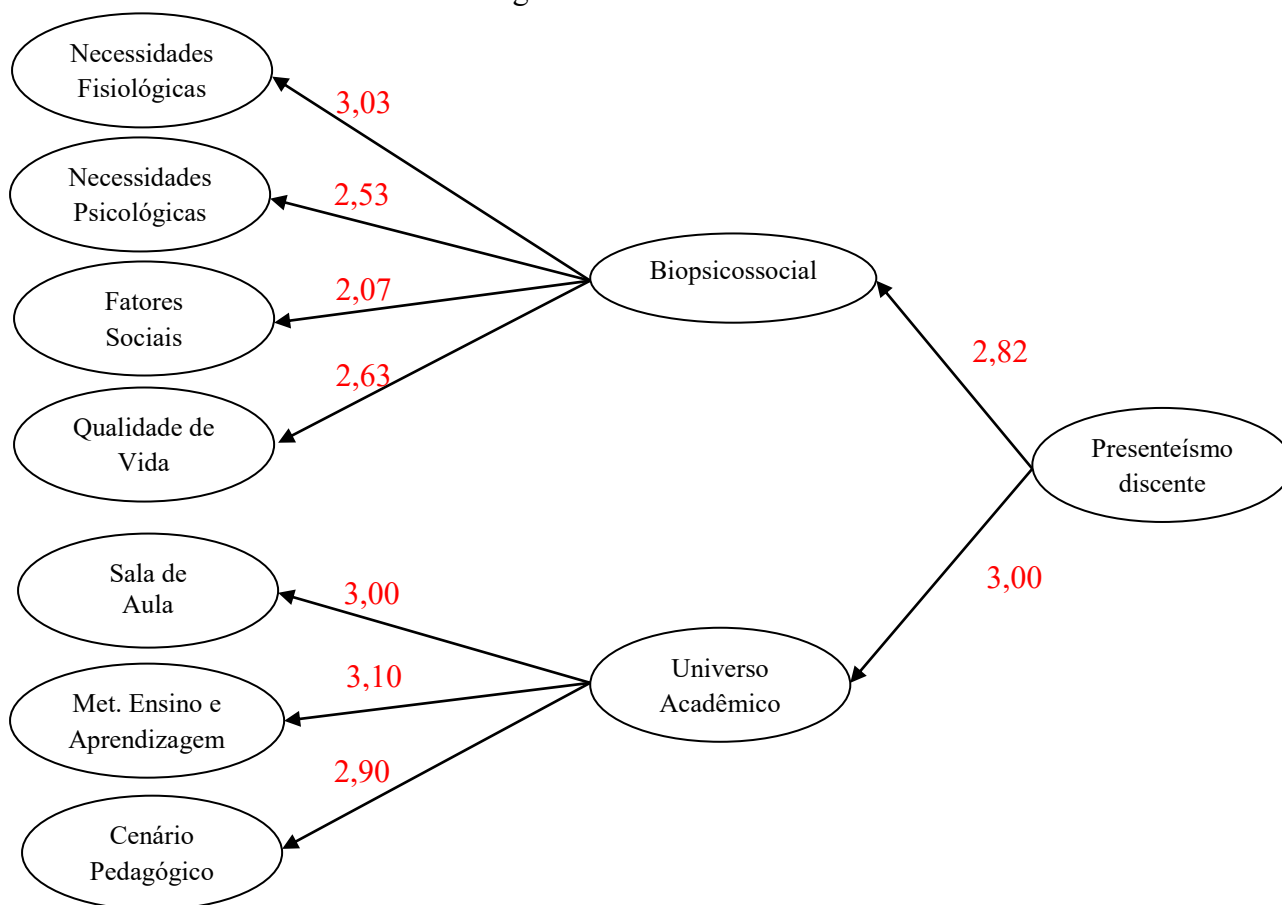 Necessidades
Fisiológicas
3,03
Necessidades
Psicológicas
2,53
Fatores
Sociais
2,07
Qualidade de
Vida
2,63
Biopsicossocial
2,82
Presenteísmo
discente
3,00
Sala de
Aula
3,00
Met. Ensino e
Aprendizagem
3,10
Universo
Acadêmico
Cenário
Pedagógico
2,90